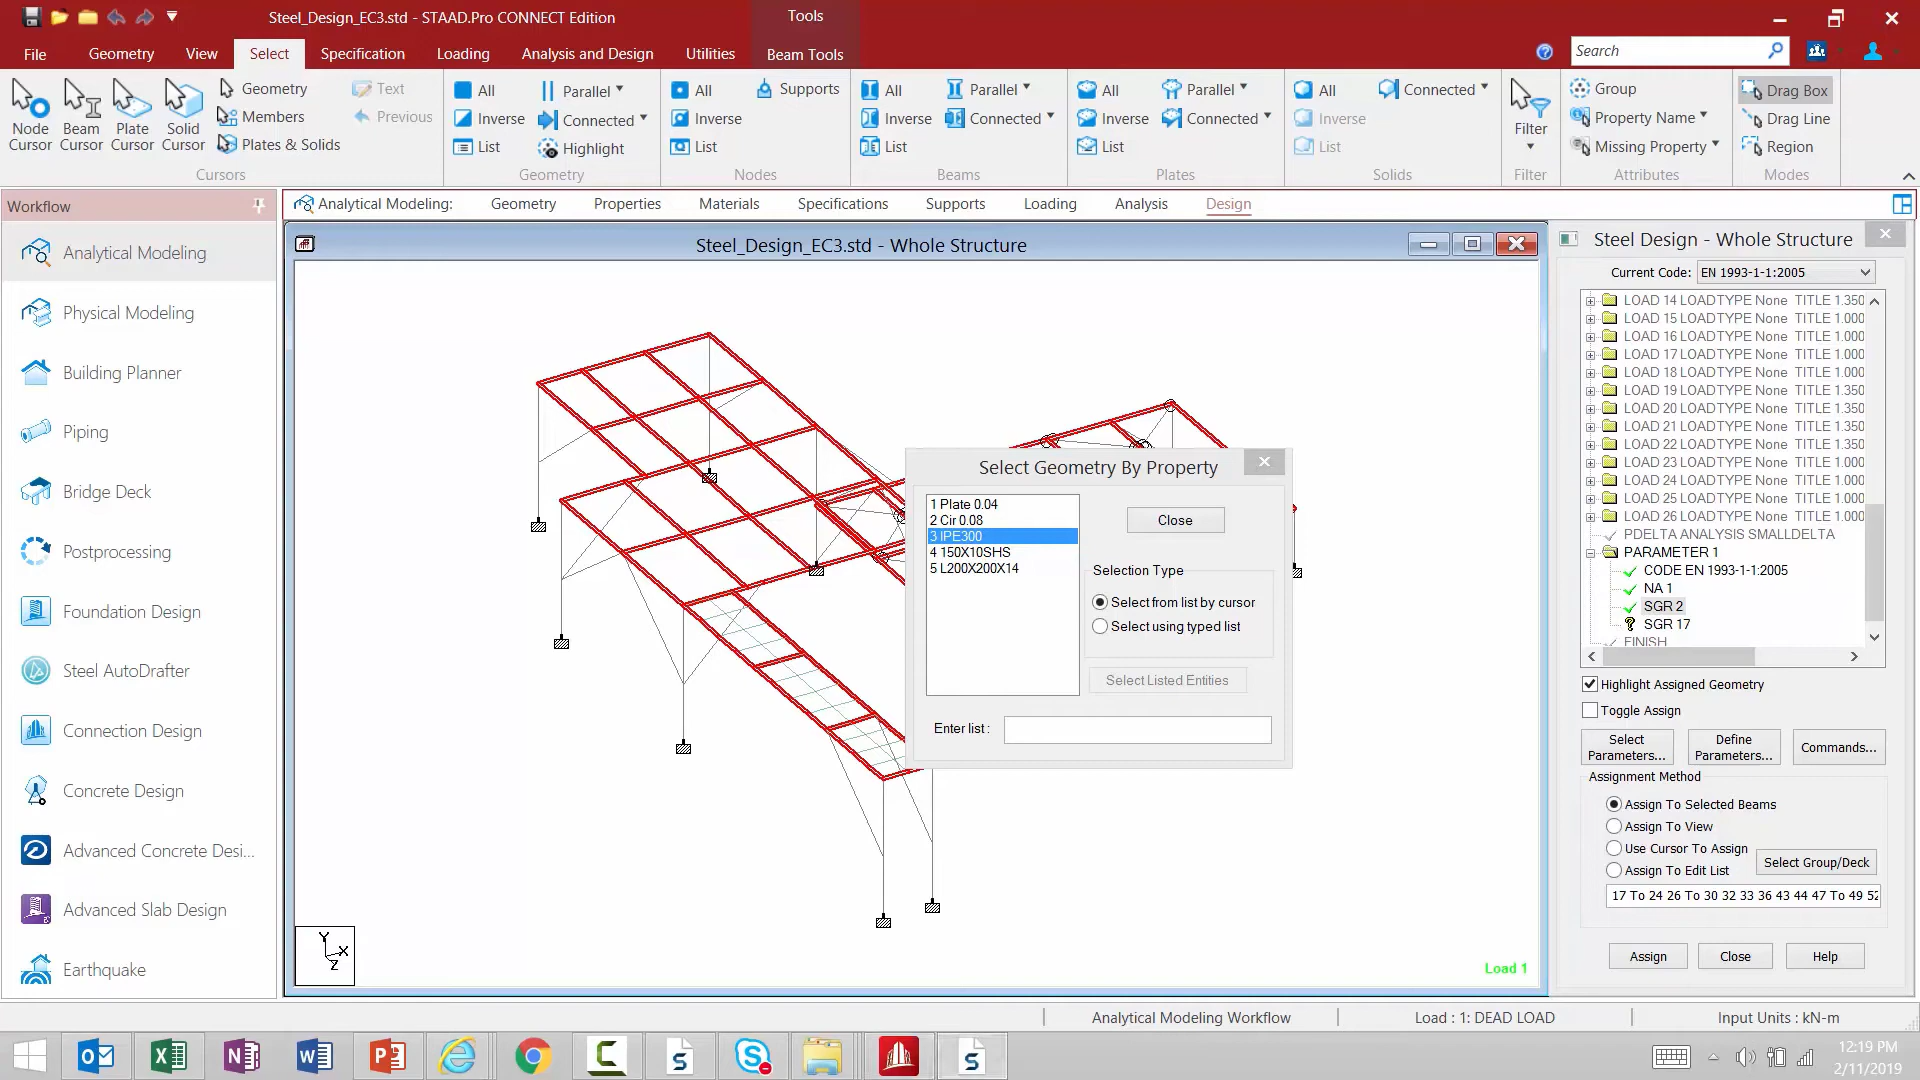 Steel_Design_EC3.std - STAAD.Pro CONNECT Edition
Tools
File
Geometry
View
Select
Specification
Loading
Analysis and Design
Utilities
Beam Tools
Search
Node Cursor
Beam Cursor
Plate Cursor
Solid Cursor
Geometry
Members
Plates & Solids
Text
Previous
Cursors
All
Inverse
List
Parallel
Connected
Highlight
Geometry
All
Inverse
List
Supports
Nodes
All
Inverse
List
Parallel
Connected
Beams
All
Inverse
List
Parallel
Connected
Plates
All
Inverse
List
Connected
Solids
Filter
Filter
Group
Property Name
Missing Property
Attributes
Drag Box
Drag Line
Region
Modes
Workflow
Analytical Modeling
Physical Modeling
Building Planner
Piping
Bridge Deck
Postprocessing
Foundation Design
Steel AutoDrafter
Connection Design
Concrete Design
Advanced Concrete Desi...
Advanced Slab Design
Earthquake
Analytical Modeling:
Geometry
Properties
Materials
Specifications
Supports
Loading
Analysis
Design
Steel_Design_EC3.std - Whole Structure
Select Geometry By Property
1 Plate 0.04
2 Cir 0.08
3 IPE300
4 150X10SHS
5 L200X200X14
Close
Selection Type
Select from list by cursor
Select using typed list
Select Listed Entities
Enter list :
Y
X
Z
Load 1
Steel Design - Whole Structure
Current Code: EN 1993-1-1:2005
LOAD 14 LOADTYPE None TITLE 1.350
LOAD 15 LOADTYPE None TITLE 1.000
LOAD 16 LOADTYPE None TITLE 1.000
LOAD 17 LOADTYPE None TITLE 1.000
LOAD 18 LOADTYPE None TITLE 1.000
LOAD 19 LOADTYPE None TITLE 1.350
LOAD 20 LOADTYPE None TITLE 1.350
LOAD 21 LOADTYPE None TITLE 1.350
LOAD 22 LOADTYPE None TITLE 1.350
LOAD 23 LOADTYPE None TITLE 1.000
LOAD 24 LOADTYPE None TITLE 1.000
LOAD 25 LOADTYPE None TITLE 1.000
LOAD 26 LOADTYPE None TITLE 1.000
PDELTA ANALYSIS SMALLDELTA
PARAMETER 1
CODE EN 1993-1-1:2005
NA 1
SGR 2
SGR 17
FINISH
Highlight Assigned Geometry
Toggle Assign
Select Parameters...
Define Parameters...
Commands...
Assignment Method
Assign To Selected Beams
Assign To View
Use Cursor To Assign
Assign To Edit List
Select Group/Deck
17 To 24 26 To 30 32 33 36 43 44 47 To 49 52
Assign
Close
Help
Analytical Modeling Workflow
Load : 1: DEAD LOAD
Input Units : kN-m
12:19 PM
2/11/2019